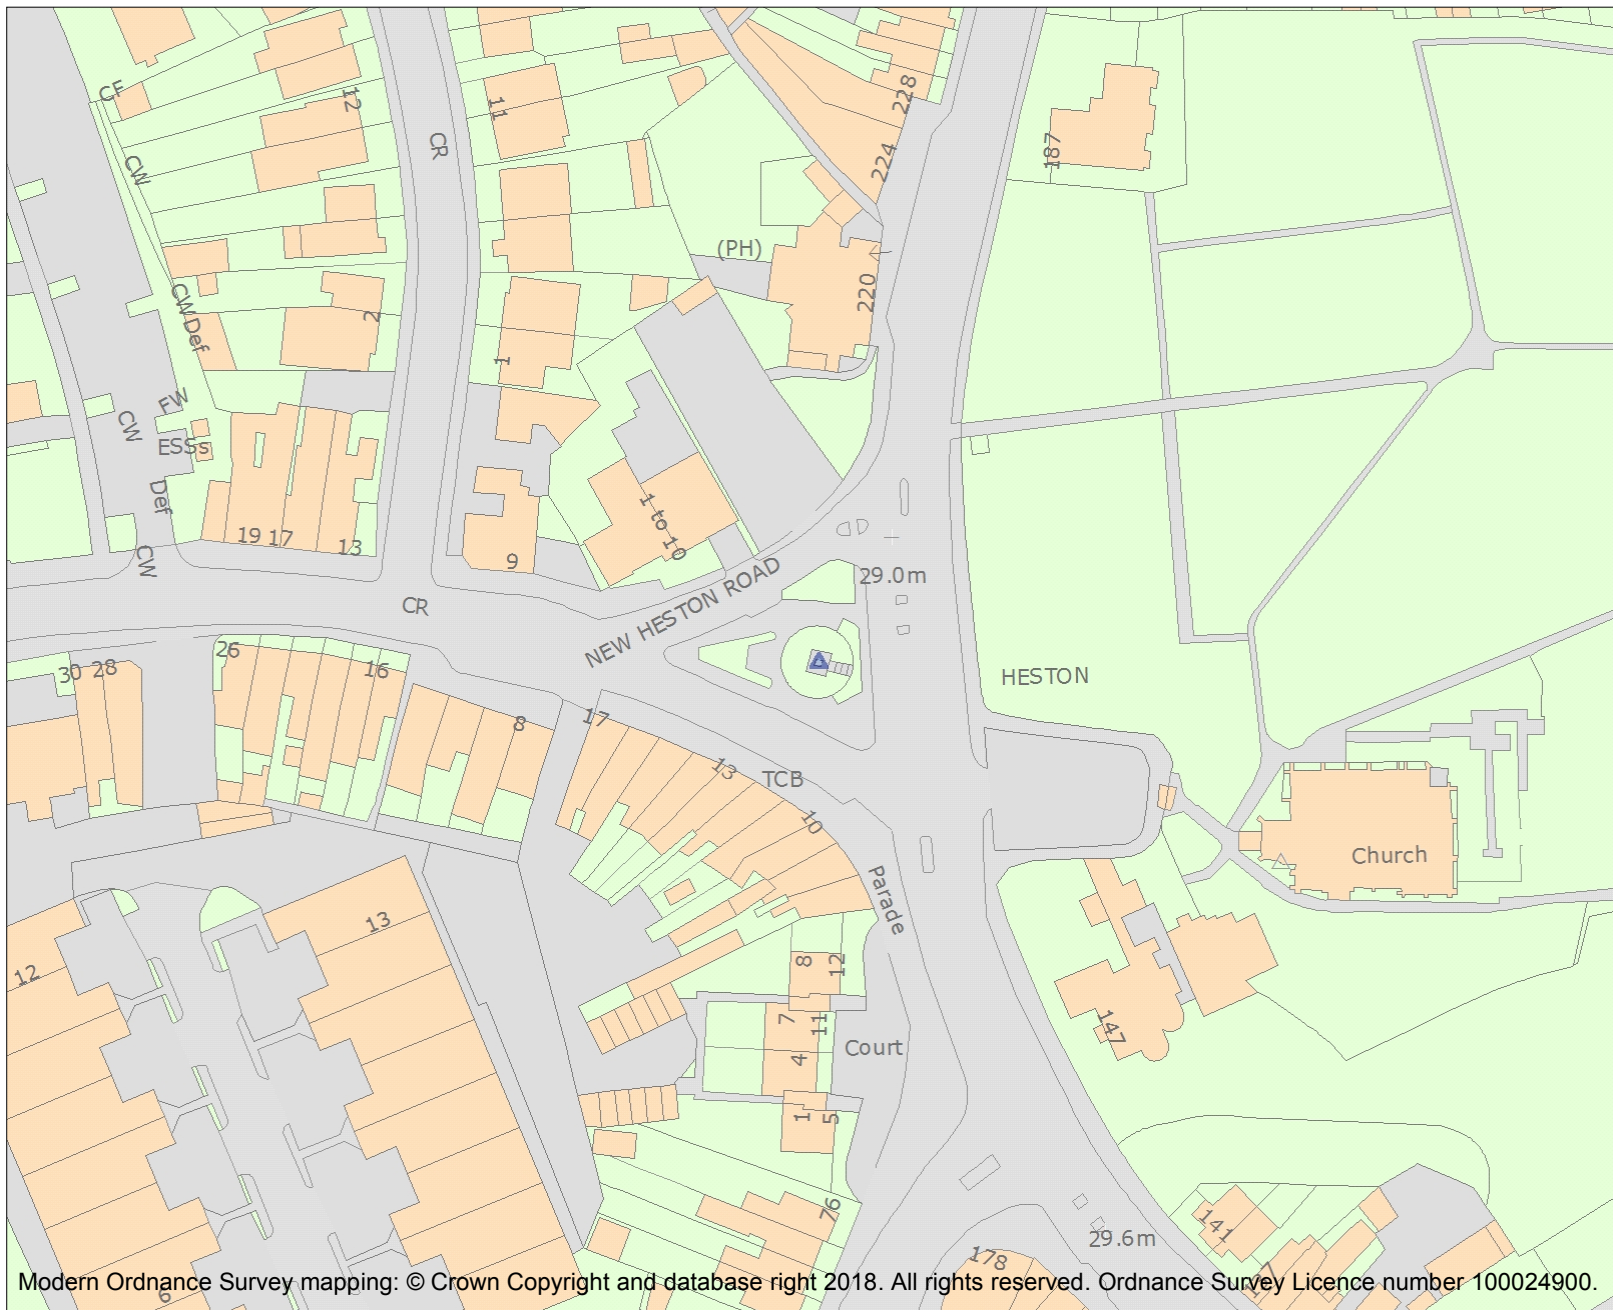 CF
12
CR
11
228
224
187
CW
(PH)
220
CW
Def
2
1
FW
CW
ESSs
Def
1 to 10
19
17
13
9
CW
CR
NEW HESTON ROAD
29.0m
HESTON
26
16
30
28
8
17
13
TCB
10
Church
Parade
13
12
8
12
7
11
4
Court
147
1
5
76
141
29.6m
178
6
Modern Ordnance Survey mapping: © Crown Copyright and database right 2018. All rights reserved. Ordnance Survey Licence number 100024900.